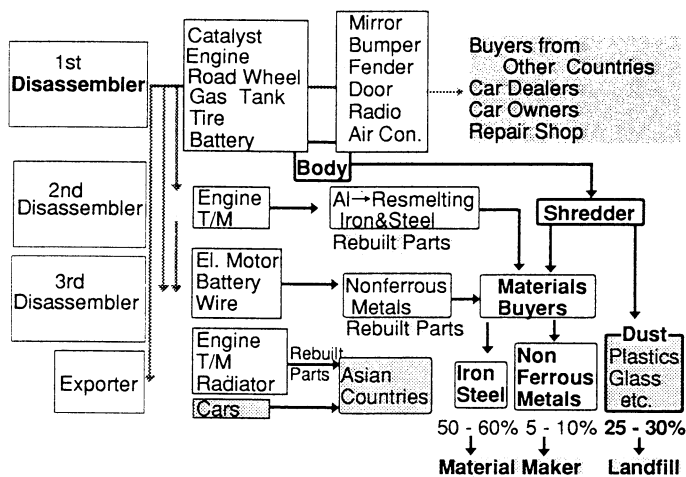 1st
Disassembler
Catalyst
Engine
Road Wheel
Gas Tank
Tire
Battery
Mirror
Bumper
Fender
Door
Radio
Air Con.
Buyers from
Other Countries
Car Dealers
Car Owners
Repair Shop
Body
2nd
Disassembler
Engine
T/M
Al→Resmelting
Iron&Steel
Rebuilt Parts
Shredder
3rd
Disassembler
El. Motor
Battery
Wire
Nonferrous
Metals
Rebuilt Parts
Materials
Buyers
Exporter
Engine
T/M
Radiator
Cars
Rebuilt
Parts
Asian
Countries
Iron
Steel
Non
Ferrous
Metals
Dust
Plastics
Glass
etc.
50 - 60%
5 - 10%
25 - 30%
Material Maker
Landfill